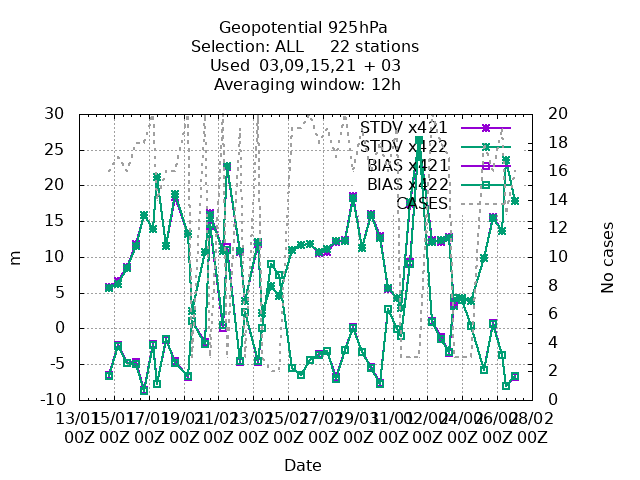 Geopotential 925hPa
Selection: ALL 22 stations
Used 03,09,15,21 + 03
Averaging window: 12h
30 20
STDV x421
18
25 STDV x422
16
BIAS x421
20 BIAS x422
14
CASES
15 12
10 10
8
5
6
0
4
-5 2
-10 0
m
No cases
13/01 15/01 17/01 19/01 21/01 23/01 25/01 27/01 29/01 31/01 02/02 24/02 26/02 28/02
00Z 00Z 00Z 00Z 00Z 00Z 00Z 00Z 00Z 00Z 00Z 00Z 00Z 00Z
Date